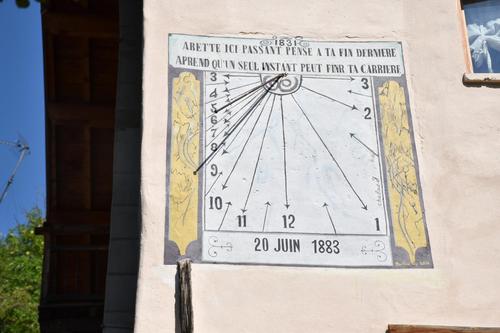 1831
ARETTE ICI PASSANT PENSE A TA FIN DERNIERE
APREND QU'UN SEUL INSTANT PEUT FINIR TA CARRIERE
3 3
4
5 2
6
7
8
9
10
11 12 1
20 JUIN 1883